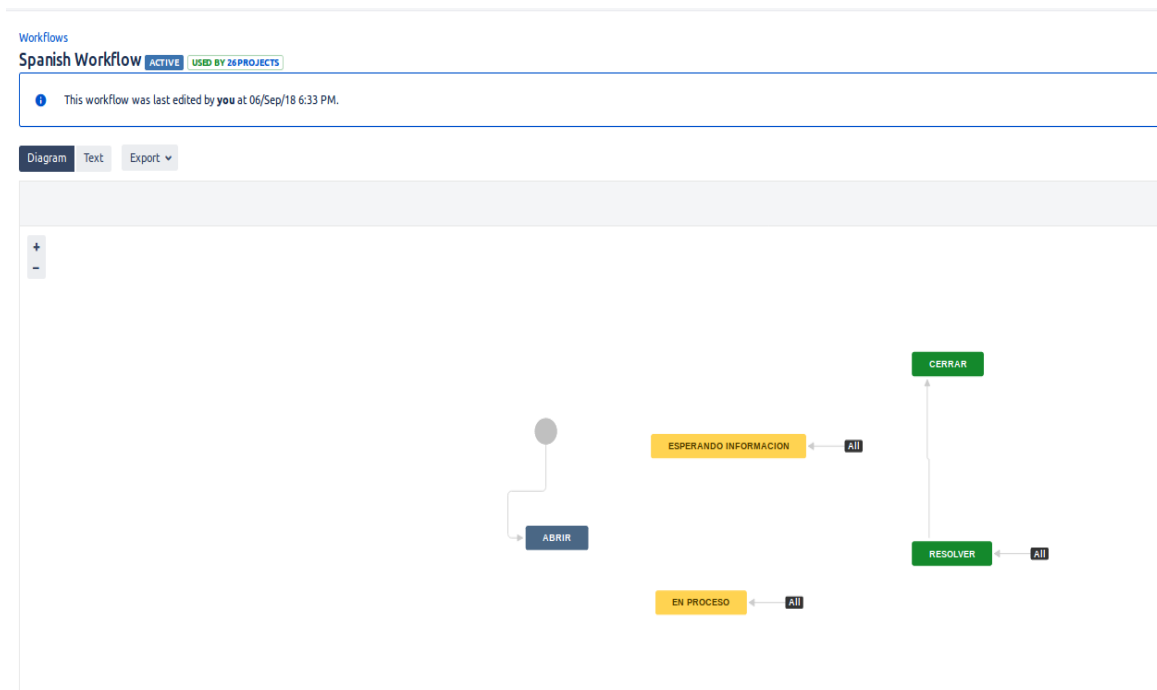 Workflows
Spanish Workflow ACTIVE USED BY 26 PROJECTS
This workflow was last edited by you at 06/Sep/18 6:33 PM.
Diagram Text Export
+
−
CERRAR
ESPERANDO INFORMACION All
ABRIR
RESOLVER All
EN PROCESO All